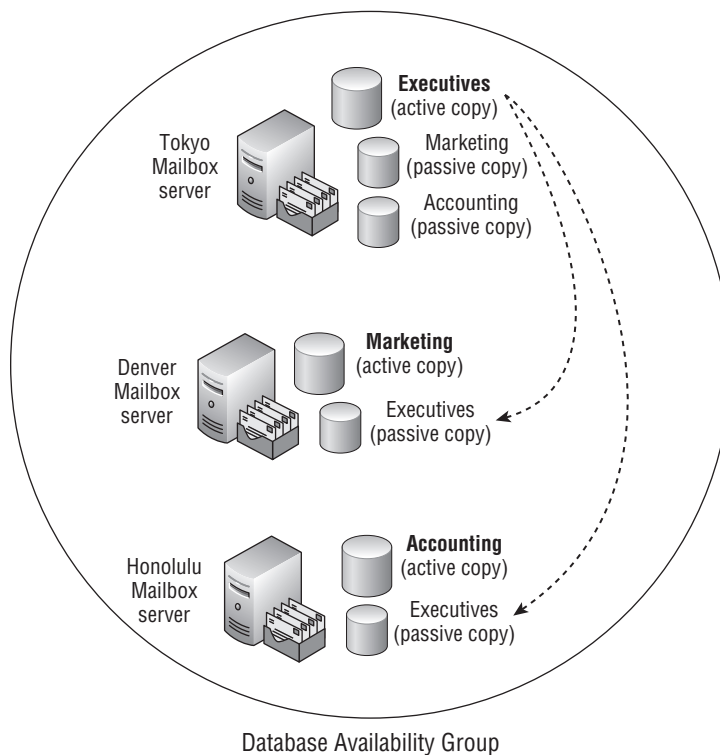 Executives
(active copy)
Tokyo
Mailbox
server
Marketing
(passive copy)
Accounting
(passive copy)
Marketing
(active copy)
Denver
Mailbox
server
Executives
(passive copy)
Accounting
(active copy)
Honolulu
Mailbox
server
Executives
(passive copy)
Database Availability Group